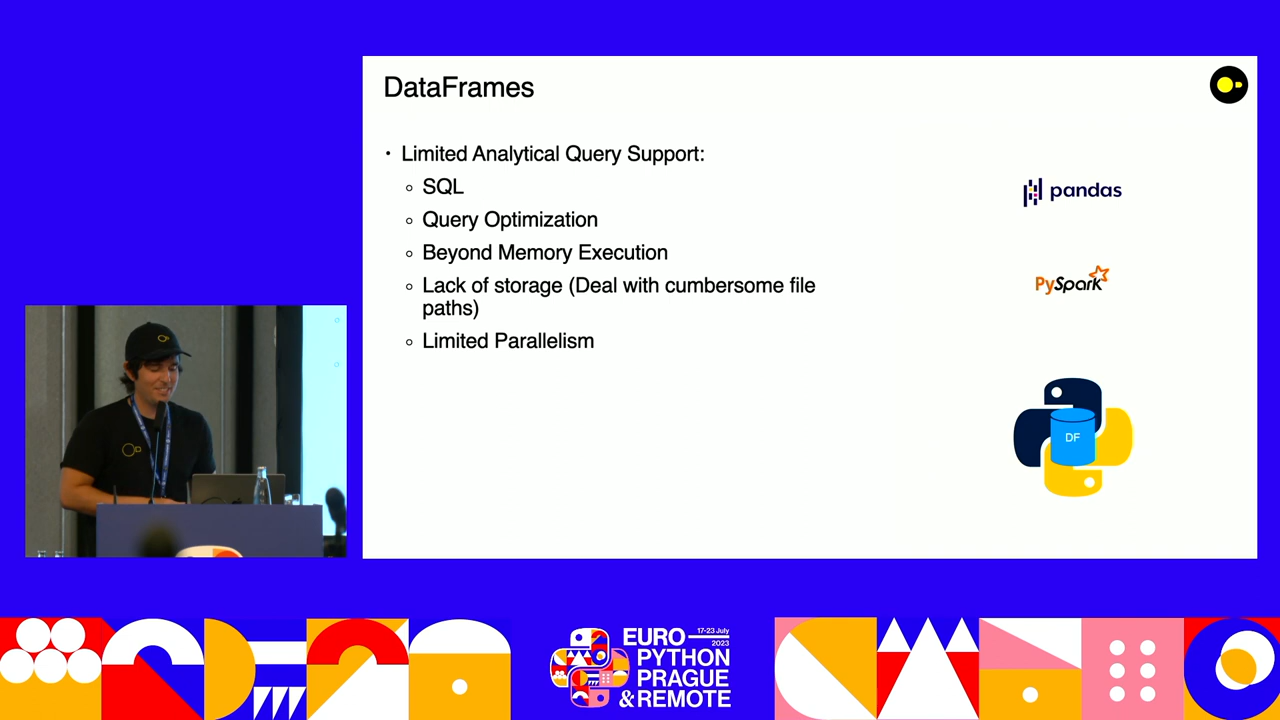 DataFrames
• Limited Analytical Query Support:
◦ SQL
◦ Query Optimization
◦ Beyond Memory Execution
◦ Lack of storage (Deal with cumbersome file
paths)
◦ Limited Parallelism
pandas
PySpark
DF
17-23 July
2023
EURO
PYTHON
PRAGUE
& REMOTE